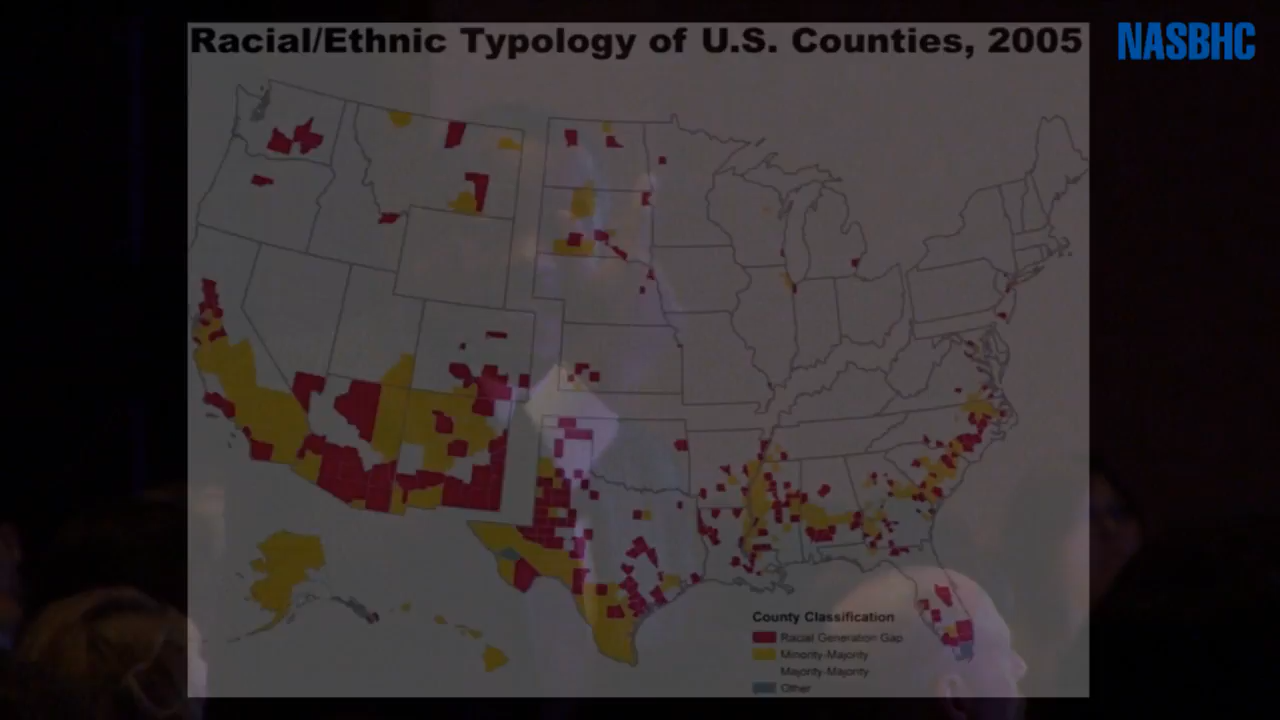 Racial/Ethnic Typology of U.S. Counties, 2005
NASBHC
County Classification
Racial Generation Gap
Minority-Majority
Majority-Majority
Other